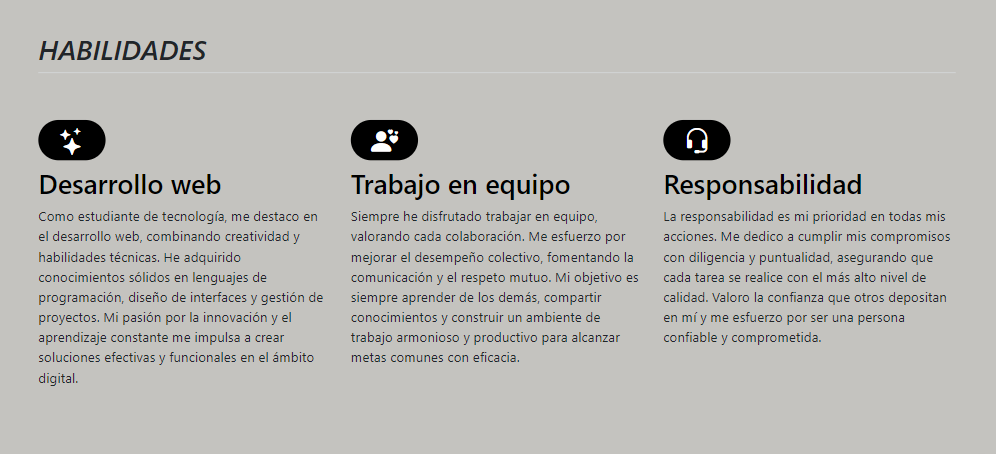 HABILIDADES
Desarrollo web
Como estudiante de tecnología, me destaco en
el desarrollo web, combinando creatividad y
habilidades técnicas. He adquirido
conocimientos sólidos en lenguajes de
programación, diseño de interfaces y gestión de
proyectos. Mi pasión por la innovación y el
aprendizaje constante me impulsa a crear
soluciones efectivas y funcionales en el ámbito
digital.
Trabajo en equipo
Siempre he disfrutado trabajar en equipo,
valorando cada colaboración. Me esfuerzo por
mejorar el desempeño colectivo, fomentando la
comunicación y el respeto mutuo. Mi objetivo es
siempre aprender de los demás, compartir
conocimientos y construir un ambiente de
trabajo armonioso y productivo para alcanzar
metas comunes con eficacia.
Responsabilidad
La responsabilidad es mi prioridad en todas mis
acciones. Me dedico a cumplir mis compromisos
con diligencia y puntualidad, asegurando que
cada tarea se realice con el más alto nivel de
calidad. Valoro la confianza que otros depositan
en mí y me esfuerzo por ser una persona
confiable y comprometida.